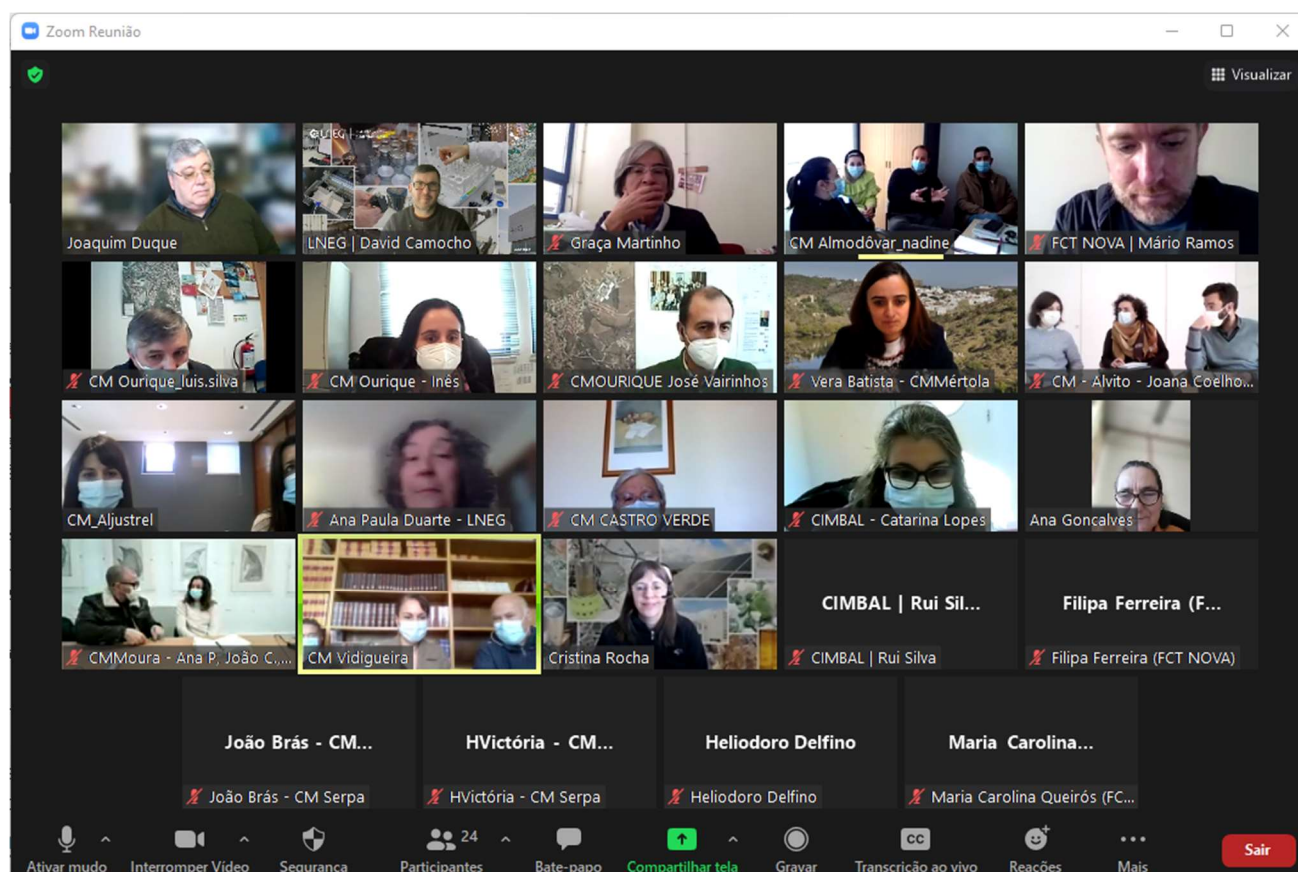 Zoom Reunião
Visualizar
LNEG
Joaquim Duque
LNEG | David Camocho
Graça Martinho
CM Almodôvar_nadine
FCT NOVA | Mário Ramos
CM Ourique_luis.silva
CM Ourique - Inês
CMOURIQUE José Vairinhos
Vera Batista - CMMértola
CM - Alvito - Joana Coelho...
CM_Aljustrel
Ana Paula Duarte - LNEG
CM CASTRO VERDE
CIMBAL - Catarina Lopes
Ana Goncalves
CMMoura - Ana P, João C.,...
CM Vidigueira
Cristina Rocha
CIMBAL | Rui Sil...
CIMBAL | Rui Silva
Filipa Ferreira (F...
Filipa Ferreira (FCT NOVA)
João Brás - CM...
João Brás - CM Serpa
HVictória - CM...
HVictória - CM Serpa
Heliodoro Delfino
Heliodoro Delfino
Maria Carolina...
Maria Carolina Queirós (FC...
24
CC
Ativar mudo
Interromper Vídeo
Segurança
Participantes
Bate-papo
Compartilhar tela
Gravar
Transcrição ao vivo
Reações
Mais
Sair